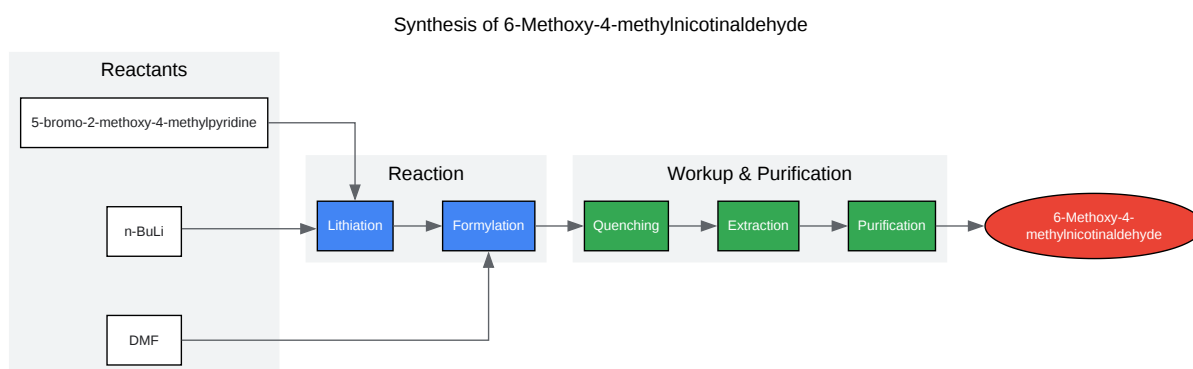 Synthesis of 6-Methoxy-4-methylnicotinaldehyde
Reactants
5-bromo-2-methoxy-4-methylpyridine
n-BuLi
DMF
Reaction
Lithiation
Formylation
Workup & Purification
Quenching
Extraction
Purification
6-Methoxy-4-
methylnicotinaldehyde